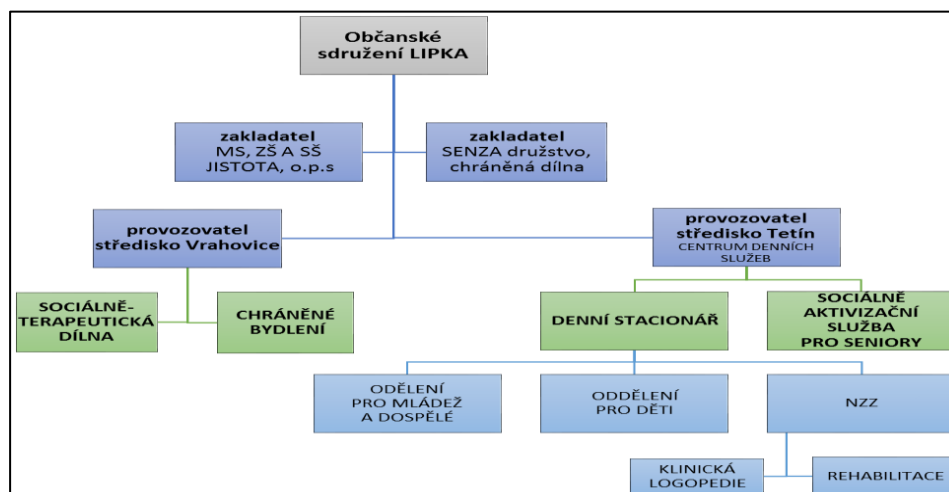 Občanské
sdružení LIPKA
zakladatel
MS, ZŠ A SŠ
JISTOTA, o.p.s
zakladatel
SENZA družstvo,
chráněná dílna
provozovatel
středisko Vrahovice
provozovatel
středisko Tetín
CENTRUM DENNÍCH
SLUŽEB
SOCIÁLNĚ-
TERAPEUTICKÁ
DÍLNA
CHRÁNĚNÉ
BYDLENÍ
DENNÍ STACIONÁŘ
SOCIÁLNĚ
AKTIVIZAČNÍ
SLUŽBA
PRO SENIORY
ODĚLENÍ
PRO MLÁDEŽ
A DOSPĚLÉ
ODDĚLENÍ
PRO DĚTI
NZZ
KLINICKÁ
LOGOPEDIE
REHABILITACE